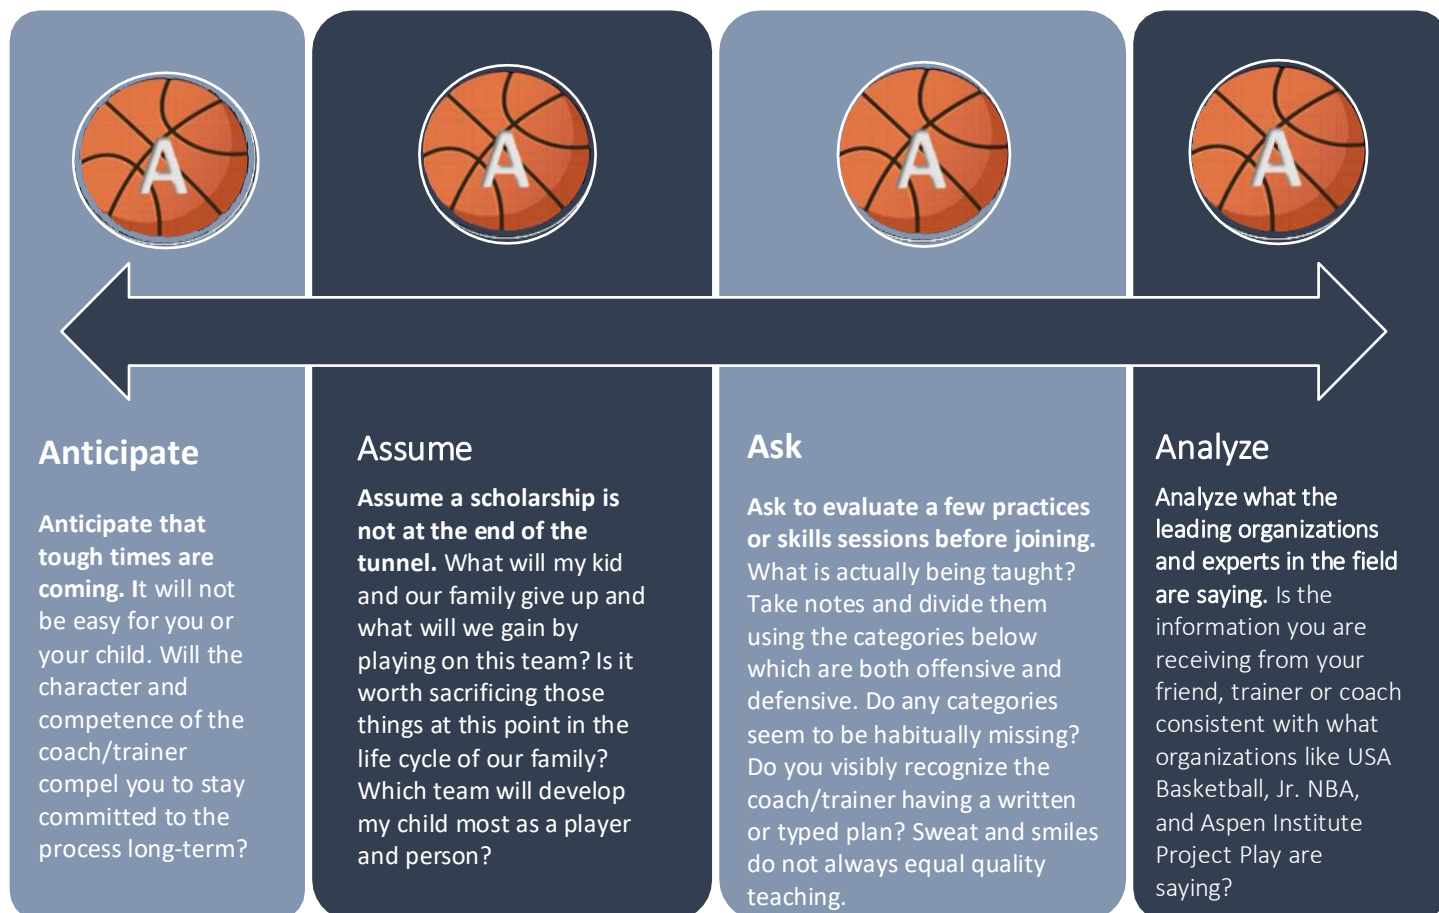 A
A
A
A
Anticipate
Anticipate that
tough times are
coming. It will not
be easy for you or
your child. Will the
character and
competence of the
coach/trainer
compel you to stay
committed to the
process long-term?
Assume
Assume a scholarship is
not at the end of the
tunnel. What will my kid
and our family give up and
what will we gain by
playing on this team? Is it
worth sacrificing those
things at this point in the
life cycle of our family?
Which team will develop
my child most as a player
and person?
Ask
Ask to evaluate a few practices
or skills sessions before joining.
What is actually being taught?
Take notes and divide them
using the categories below
which are both offensive and
defensive. Do any categories
seem to be habitually missing?
Do you visibly recognize the
coach/trainer having a written
or typed plan? Sweat and smiles
do not always equal quality
teaching.
Analyze
Analyze what the
leading organizations
and experts in the field
are saying. Is the
information you are
receiving from your
friend, trainer or coach
consistent with what
organizations like USA
Basketball, Jr. NBA,
and Aspen Institute
Project Play are
saying?